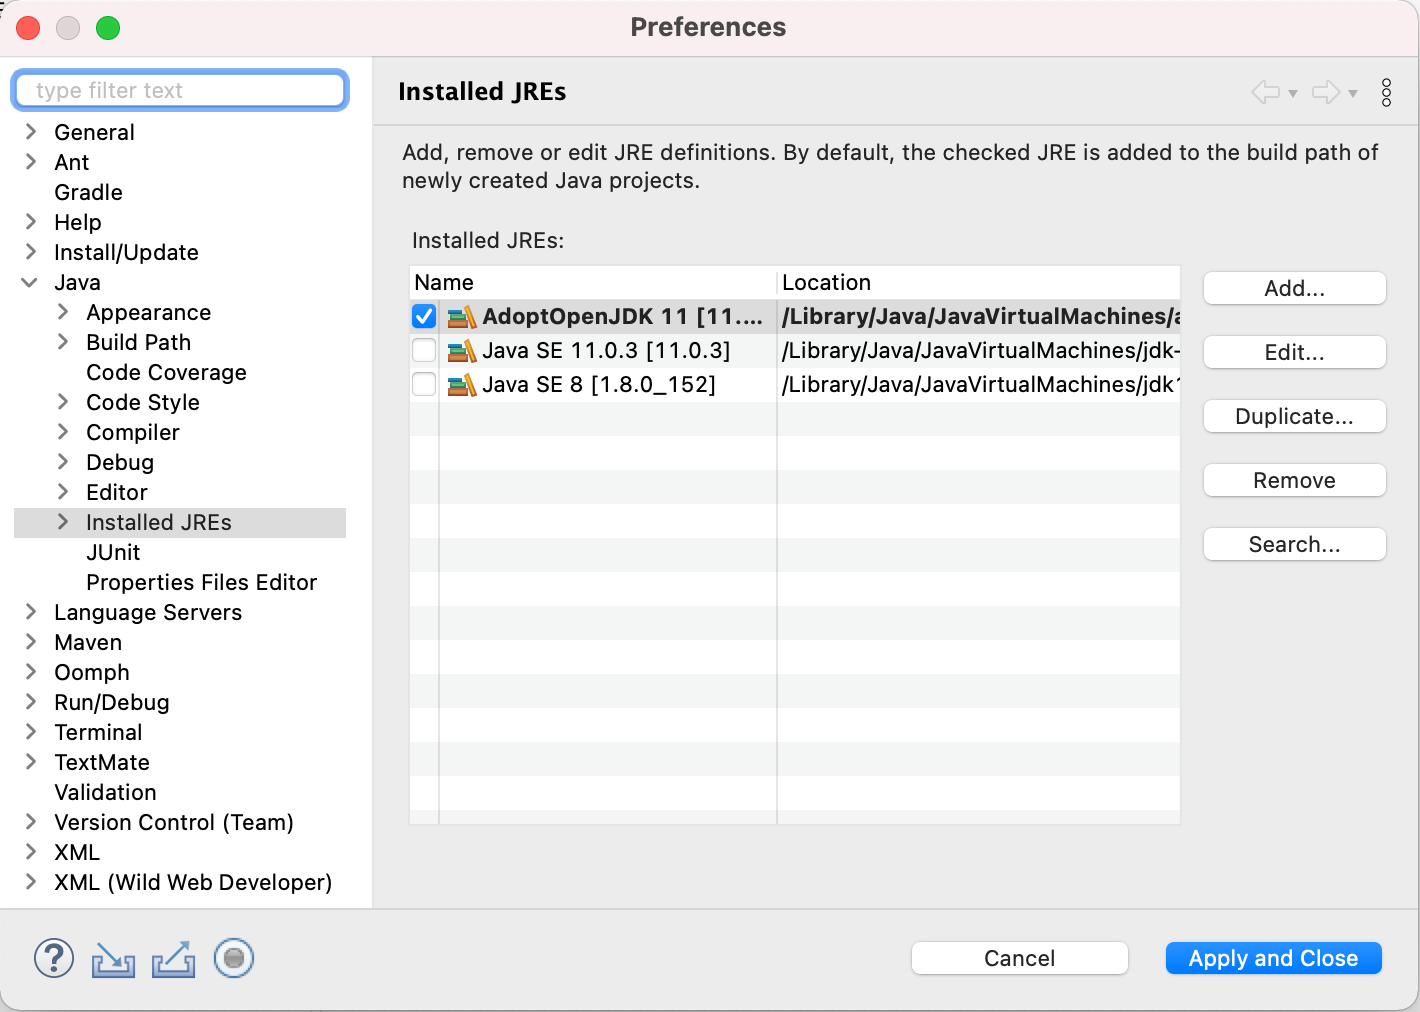 Preferences
type filter text
General
Ant
Gradle
Help
Install/Update
Java
Appearance
Build Path
Code Coverage
Code Style
Compiler
Debug
Editor
Installed JREs
JUnit
Properties Files Editor
Language Servers
Maven
Oomph
Run/Debug
Terminal
TextMate
Validation
Version Control (Team)
XML
XML (Wild Web Developer)
Installed JREs
Add, remove or edit JRE definitions. By default, the checked JRE is added to the build path of
newly created Java projects.
Installed JREs:
Name Location
AdoptOpenJDK 11 [11.... /Library/Java/JavaVirtualMachines/a
Java SE 11.0.3 [11.0.3] /Library/Java/JavaVirtualMachines/jdk-
Java SE 8 [1.8.0_152] /Library/Java/JavaVirtualMachines/jdk1
Add...
Edit...
Duplicate...
Remove
Search...
?
Cancel
Apply and Close